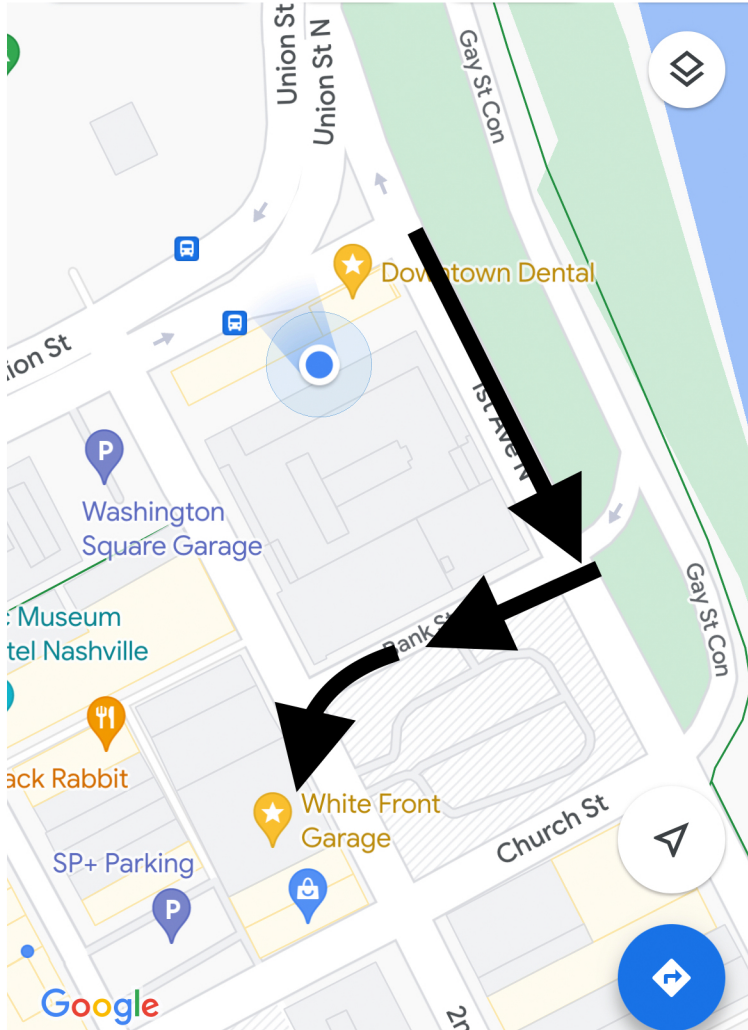 Union St
Union St N
Gay St Con
Downtown Dental
ion St
1st Ave N
P
Washington
Square Garage
Gay St Con
c Museum
tel Nashville
Bank St
ack Rabbit
White Front
Garage
Church St
SP+ Parking
P
Google
2n